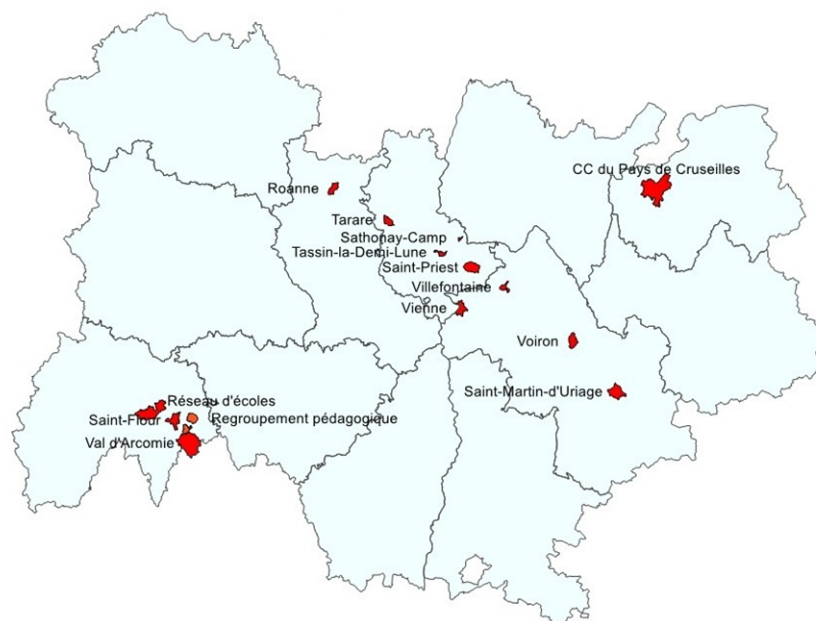 CC du Pays de Cruseilles
Roanne
Tarare
Sathonay-Camp
Tassin-la-Demi-Lune
Saint-Priest
Villefontaine
Vienne
Voiron
Saint-Martin-d'Uriage
Réseau d'écoles
Saint-Flour
Regroupement pédagogique
Val d'Arcomie